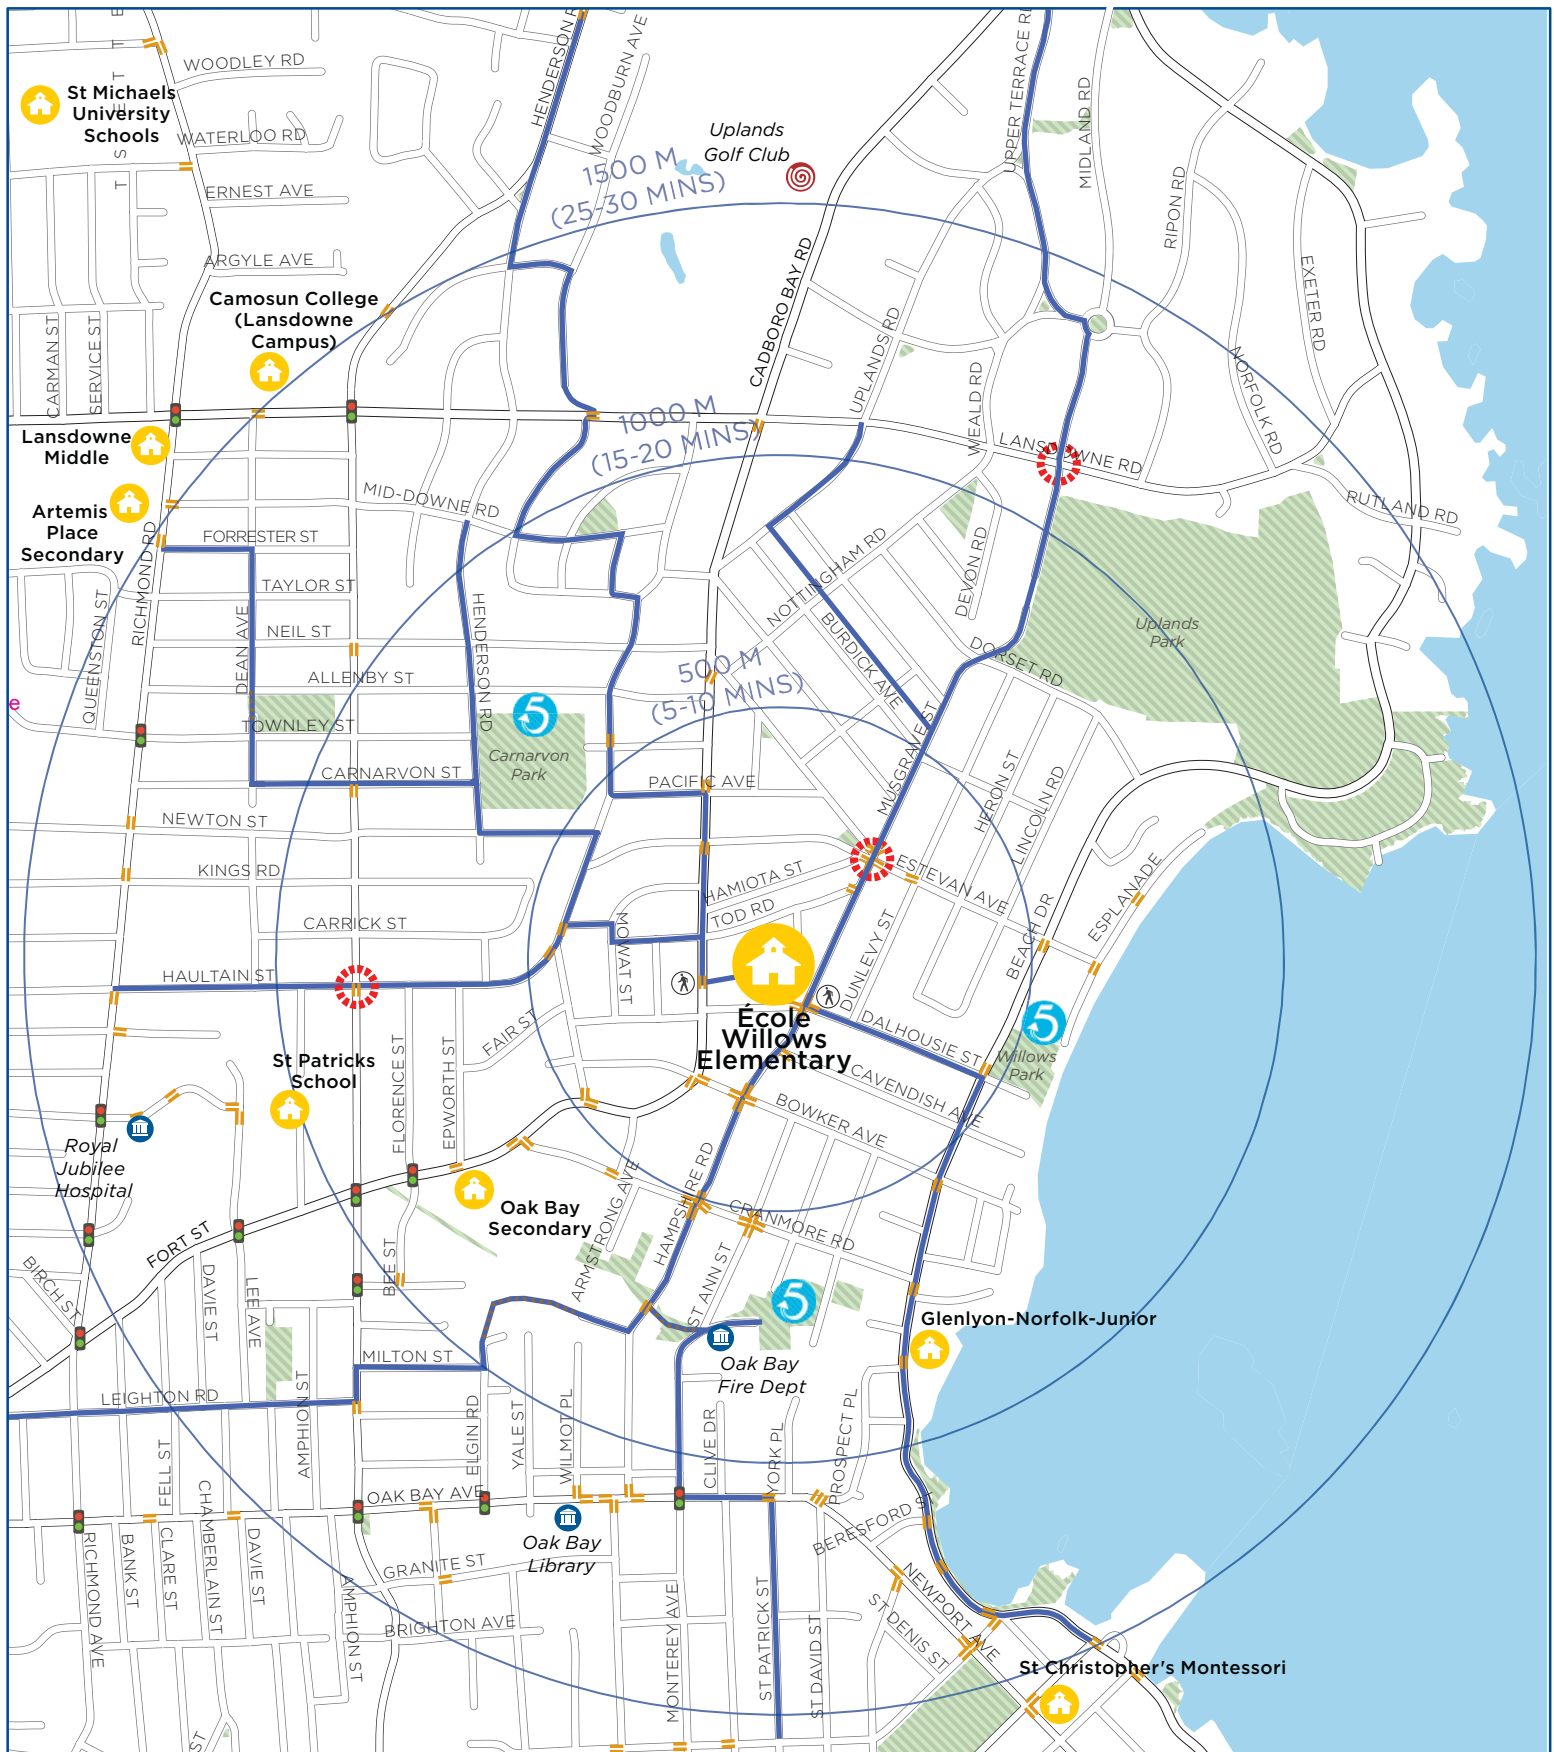 WOODLEY RD
HENDERSON R
WOODBURN AVE
UPPER TERRACE RD
MIDLAND RD
St Michaels
University
Schools
WATERLOO RD
Uplands
Golf Club
1500 M
(25-30 MINS)
ERNEST AVE
RIPON RD
ARGYLE AVE
CADBORO BAY RD
EXETER RD
Camosun College
(Lansdowne
Campus)
CARMAN ST
SERVICE ST
UPLANDS RD
WEALD RD
NORFOLK RD
Lansdowne
Middle
1000 M
(15-20 MINS)
LANSDOWNE RD
RUTLAND RD
MID-DOWNE RD
Artemis
Place
Secondary
RICHMOND RD
FORRESTER ST
NOTTINGHAM RD
DEVON RD
TAYLOR ST
QUEENSTON ST
DEAN AVE
HENDERSON RD
NEIL ST
BURDICK AVE
Uplands
Park
DORSET RD
ALLENBY ST
500 M
(5-10 MINS)
e
TOWNLEY ST
5
Carnarvon
Park
MUSGRAVE ST
CARNARVON ST
PACIFIC AVE
HERON ST
LINCOLN RD
NEWTON ST
KINGS RD
HAMIOTA ST
ESTEVAN AVE
TOD RD
BEACH DR
ESPLANADE
CARRICK ST
MOWAT ST
DUNLEVY ST
HAULTAIN ST
École
Willows
Elementary
DALHOUSIE ST
5
Willows
Park
FAIR ST
FLORENCE ST
EPWORTH ST
St Patricks
School
CAVENDISH AVE
BOWKER AVE
Royal
Jubilee
Hospital
HAMPSHIRE RD
ARMSTRONG AVE
Oak Bay
Secondary
CRANMORE RD
FORT ST
BIRCH ST
DAVIE ST
LEE AVE
BEE ST
ST ANN ST
5
Glenlyon-Norfolk-Junior
MILTON ST
Oak Bay
Fire Dept
LEIGHTON RD
AMPHION ST
ELGIN RD
YALE ST
WILMOT PL
CLIVE DR
YORK PL
PROSPECT PL
FELL ST
CHAMBERLAIN ST
OAK BAY AVE
BERESFORD ST
RICHMOND AVE
BANK ST
CLARE ST
DAVIE ST
Oak Bay
Library
GRANITE ST
AMPHION ST
BRIGHTON AVE
MONTEREY AVE
ST PATRICK ST
ST DAVID ST
NEWPORT AVE
ST DENIS ST
St Christopher's Montessori
ST